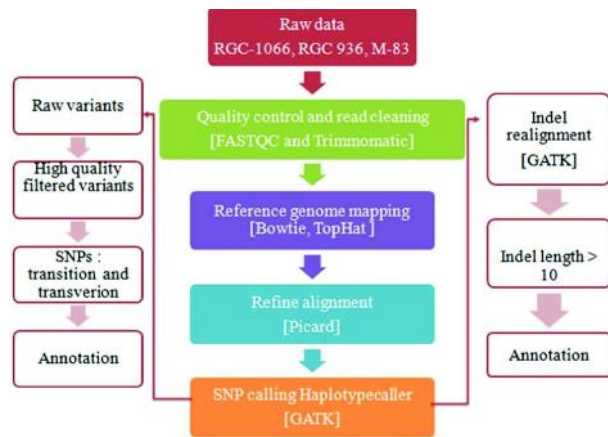 Raw data
RGC-1066, RGC 936, M-83
Quality control and read cleaning
[FASTQC and Trimmomatic]
Reference genome mapping
[Bowtie, TopHat ]
Refine alignment
[Picard]
SNP calling Haplotypecaller
[GATK]
Raw variants
High quality
filtered variants
SNPs :
transition and
transverion
Annotation
Indel
realignment
[GATK]
Indel length >
10
Annotation